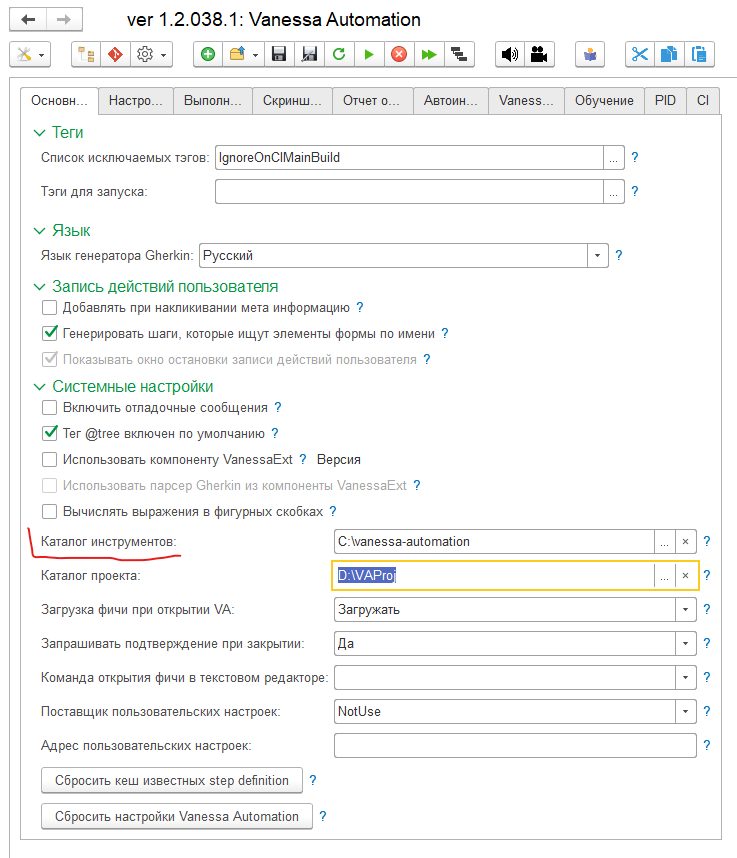 ver 1.2.038.1: Vanessa Automation
Основн... Настро... Выполн... Скринш... Отчет о... Автоин... Vaness... Обучение PID CI
Теги
Список исключаемых тэгов: IgnoreOnCIMainBuild ... ?
Тэги для запуска: ... ?
Язык
Язык генератора Gherkin: Русский ?
Запись действий пользователя
Добавлять при накликивании мета информацию ?
Генерировать шаги, которые ищут элементы формы по имени ?
Показывать окно остановки записи действий пользователя ?
Системные настройки
Включить отладочные сообщения ?
Тег @tree включен по умолчанию ?
Использовать компоненту VanessaExt ? Версия
Использовать парсер Gherkin из компоненты VanessaExt ?
Вычислять выражения в фигурных скобках ?
Каталог инструментов: C:\vanessa-automation ... × ?
Каталог проекта: D:\VAProj ... × ?
Загрузка фичи при открытии VA: Загружать ?
Запрашивать подтверждение при закрытии: Да ?
Команда открытия фичи в текстовом редакторе: ?
Поставщик пользовательских настроек: NotUse ?
Адрес пользовательских настроек: ?
Сбросить кеш известных step definition ?
Сбросить настройки Vanessa Automation ?